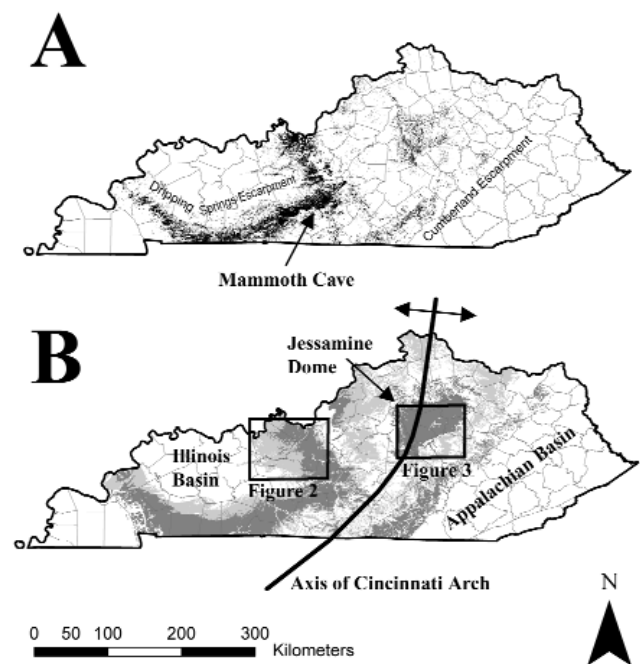 A
Dripping Springs Escarpment
Cumberland Escarpment
Mammoth Cave
B
Jessamine
Dome
Illinois
Basin
Figure 2
Figure 3
Appalachian Basin
Axis of Cincinnati Arch
N
0 50 100 200 300
Kilometers